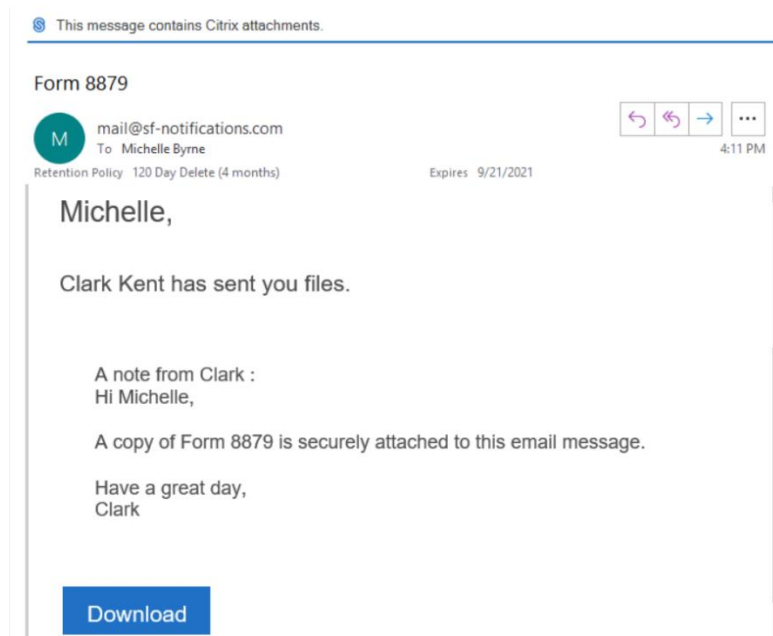 This message contains Citrix attachments.
Form 8879
M
mail@sf-notifications.com
To Michelle Byrne
4:11 PM
Retention Policy 120 Day Delete (4 months)
Expires 9/21/2021
Michelle,
Clark Kent has sent you files.
A note from Clark :
Hi Michelle,
A copy of Form 8879 is securely attached to this email message.
Have a great day,
Clark
Download